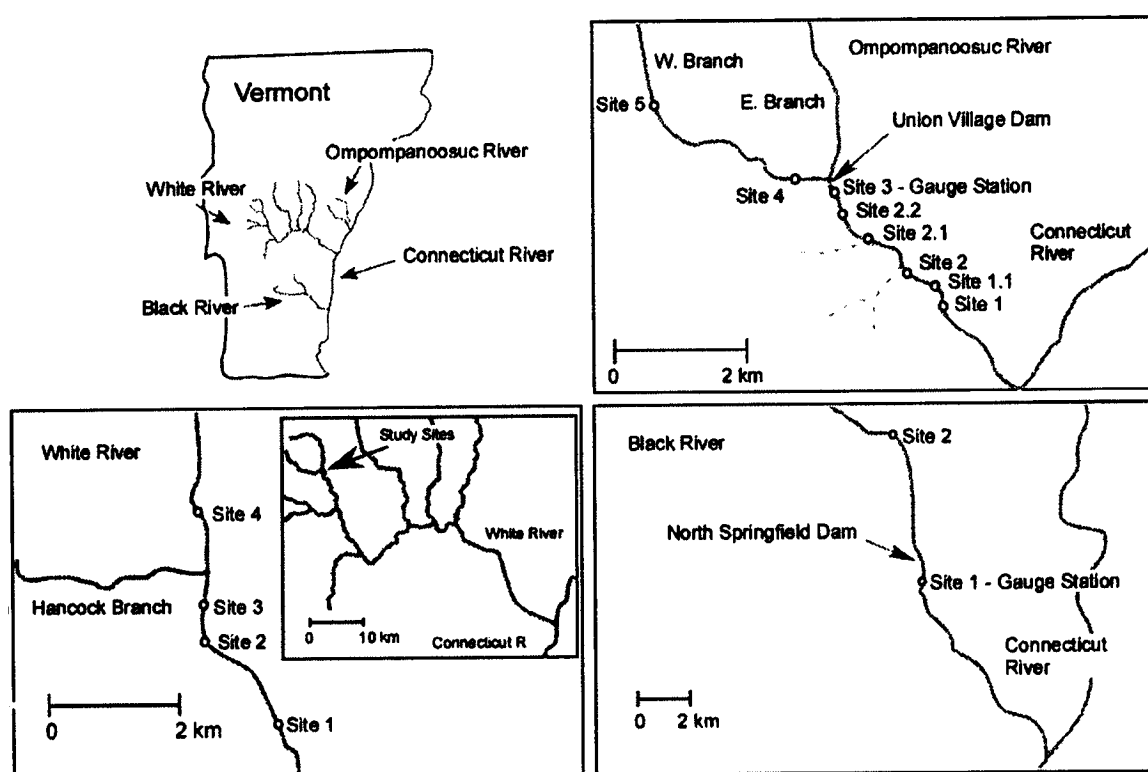 Vermont
Ompompanoosuc River
White River
Connecticut River
Black River
W. Branch
Ompompanoosuc River
E. Branch
Site 5
Union Village Dam
Site 4
Site 3 - Gauge Station
Site 2.2
Site 2.1
Connecticut
River
Site 2
Site 1.1
Site 1
0
2 km
White River
Site 4
Hancock Branch
Site 3
Site 2
Site 1
0
2 km
Study Sites
White River
0
10 km
Connecticut R
Black River
Site 2
North Springfield Dam
Site 1 - Gauge Station
Connecticut
River
0
2 km